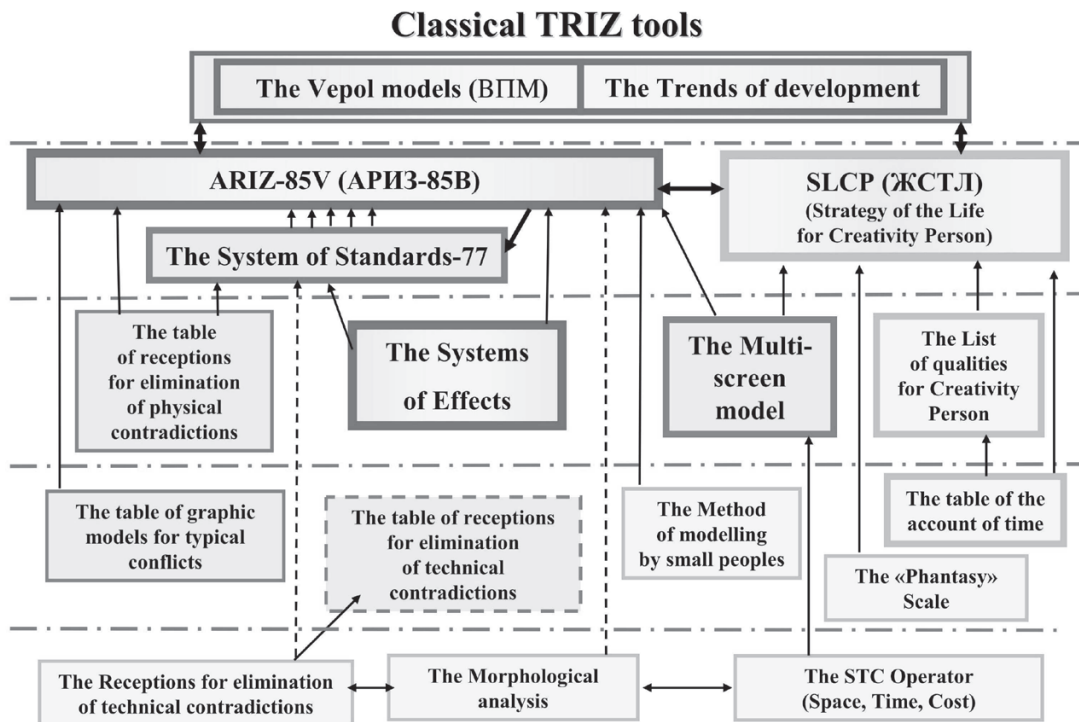 Classical TRIZ tools
The Vepol models (ВПМ)
The Trends of development
ARIZ-85V (АРИЗ-85В)
SLCP (ЖСТЛ)
(Strategy of the Life
for Creativity Person)
The System of Standards-77
The table
of receptions
for elimination
of physical
contradictions
The Systems
of Effects
The Multi-
screen
model
The List
of qualities
for Creativity
Person
The table of graphic
models for typical
conflicts
The table of receptions
for elimination
of technical
contradictions
The Method
of modelling
by small peoples
The table of the
account of time
The «Phantasy»
Scale
The Receptions for elimination
of technical contradictions
The Morphological
analysis
The STC Operator
(Space, Time, Cost)